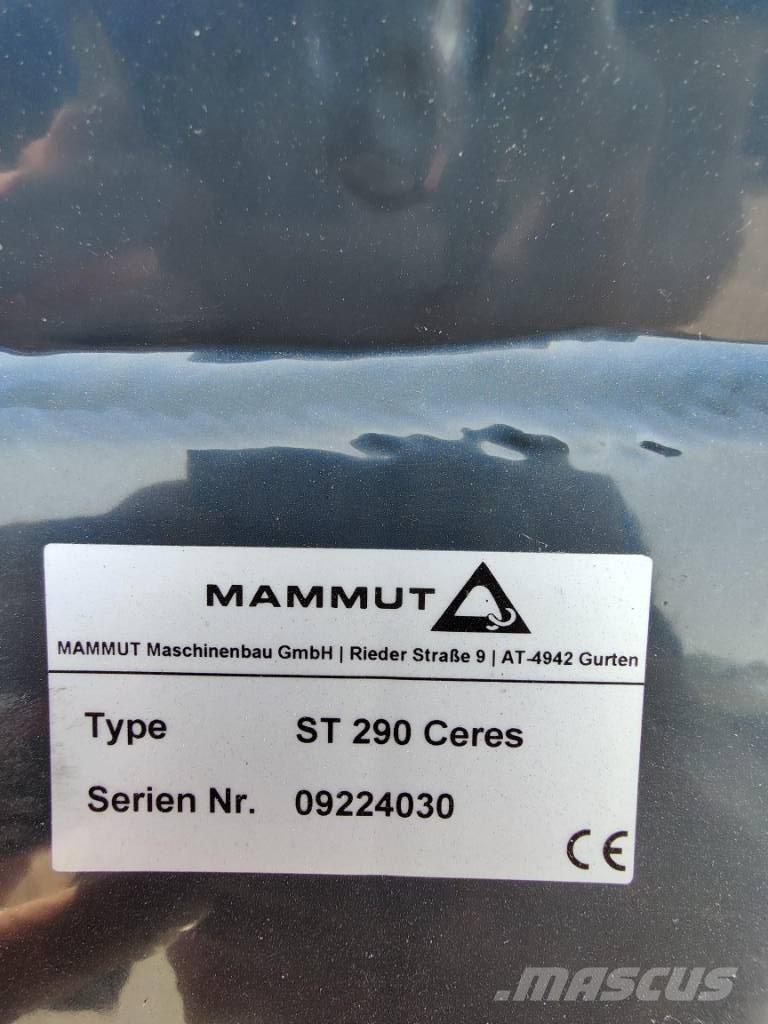 MAMMUT
MAMMUT Maschinenbau GmbH | Rieder Straße 9 | AT-4942 Gurten
Type ST 290 Ceres
Serien Nr. 09224030
CE
MASCUS